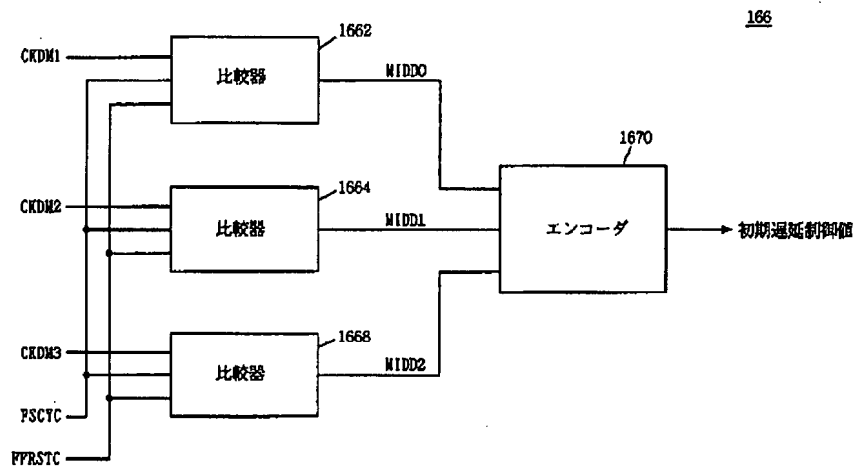 166
1662
CKDM1
比較器
MIDD0
1670
1664
CKDM2
比較器
MIDD1
エンコーダ
初期遅延制御値
1668
CKDM3
比較器
MIDD2
PSCYC
FFRSTC